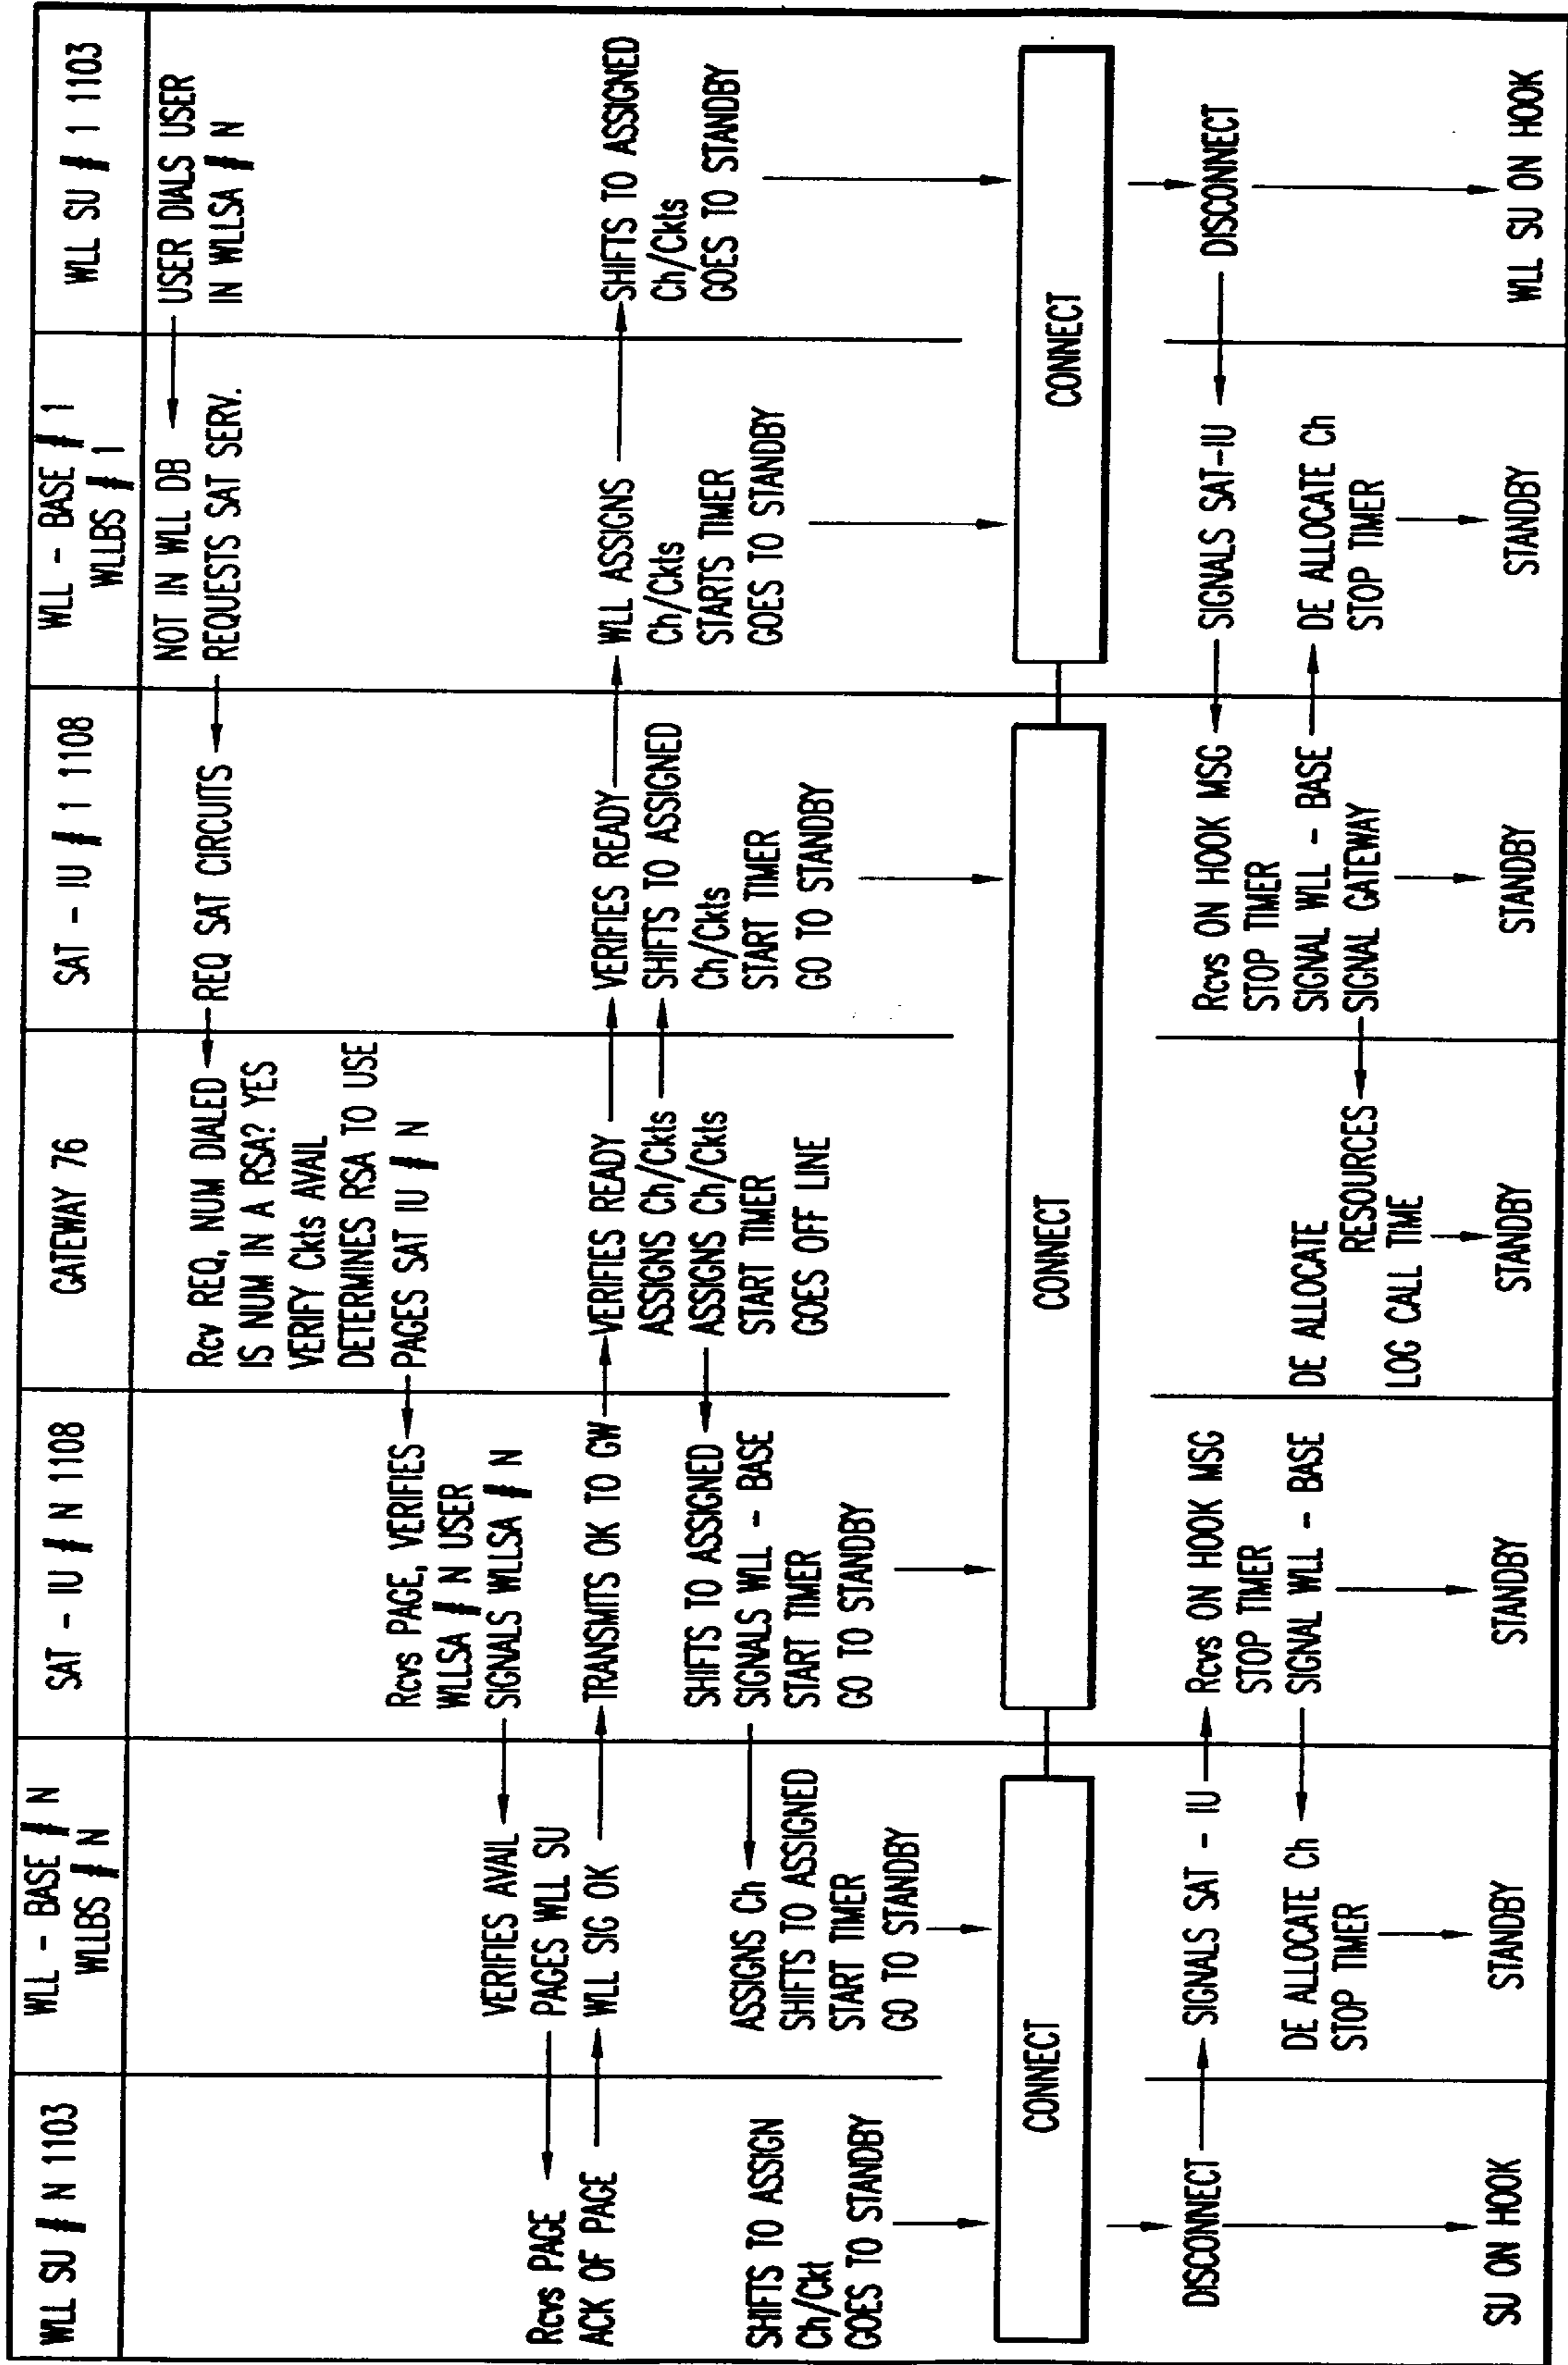 WLL SU # N 1103
WLL - BASE # N
WLLBS # N
SAT - IU # N 1108
GATEWAY 76
SAT - IU # 1 1108
WLL - BASE # 1
WLLBS # 1
WLL SU # 1 1103
USER DIALS USER
IN WLLSA # N
NOT IN WLL DB
REQUESTS SAT SERV.
REQ SAT CIRCUITS
Rcv REQ, NUM DIALED
IS NUM IN A RSA? YES
VERIFY Ckts AVAIL
DETERMINES RSA TO USE
PAGES SAT IU # N
Rcvs PAGE, VERIFIES
WLLSA # N USER
SIGNALS WLLSA # N
VERIFIES AVAIL
PAGES WLL SU
Rcvs PAGE
ACK OF PAGE
WLL SIG OK
TRANSMITS OK TO GW
VERIFIES READY
ASSIGNS Ch/Ckts
ASSIGNS Ch/Ckts
START TIMER
GOES OFF LINE
VERIFIES READY
SHIFTS TO ASSIGNED
Ch/Ckts
START TIMER
GO TO STANDBY
WLL ASSIGNS
Ch/Ckts
STARTS TIMER
GOES TO STANDBY
SHIFTS TO ASSIGNED
Ch/Ckts
GOES TO STANDBY
SHIFTS TO ASSIGNED
SIGNALS WLL - BASE
START TIMER
GO TO STANDBY
ASSIGNS Ch
SHIFTS TO ASSIGNED
START TIMER
GO TO STANDBY
SHIFTS TO ASSIGN
Ch/Ckt
GOES TO STANDBY
CONNECT
CONNECT
CONNECT
DISCONNECT
SIGNALS SAT - IU
Rcvs ON HOOK MSG
STOP TIMER
SIGNAL WLL - BASE
DE ALLOCATE Ch
STOP TIMER
DE ALLOCATE
RESOURCES
LOG CALL TIME
Rcvs ON HOOK MSG
STOP TIMER
SIGNAL WLL - BASE
SIGNAL GATEWAY
SIGNALS SAT-IU
DE ALLOCATE Ch
STOP TIMER
DISCONNECT
SU ON HOOK
STANDBY
STANDBY
STANDBY
STANDBY
STANDBY
WLL SU ON HOOK